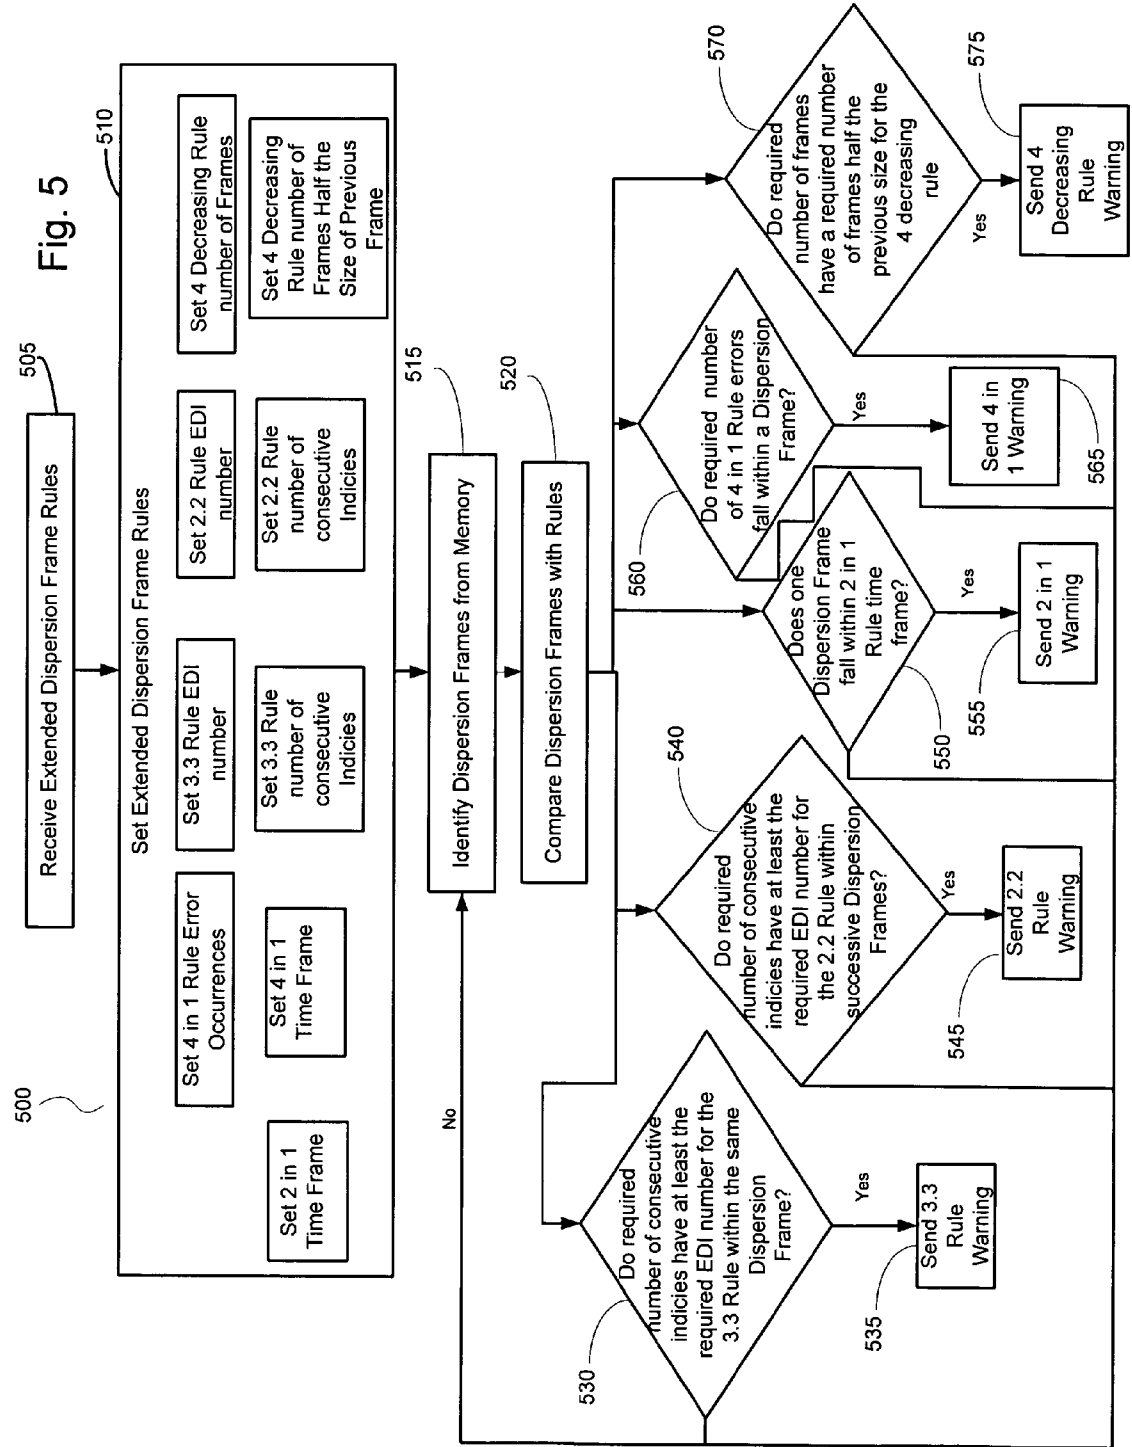 Fig. 5
500
505
Receive Extended Dispersion Frame Rules
510
Set Extended Dispersion Frame Rules
Set 4 in 1 Rule Error
Occurrences
Set 3.3 Rule EDI
number
Set 2.2 Rule EDI
number
Set 4 Decreasing Rule
number of Frames
Set 2 in 1
Time Frame
Set 4 in 1
Time Frame
Set 3.3 Rule
number of
consecutive
Indicies
Set 2.2 Rule
number of
consecutive
Indicies
Set 4 Decreasing
Rule number of
Frames Half the
Size of Previous
Frame
515
Identify Dispersion Frames from Memory
No
520
Compare Dispersion Frames with Rules
530
Do required
number of consecutive
indicies have at least the
required EDI number for the
3.3 Rule within the same
Dispersion
Frame?
Yes
535
Send 3.3
Rule
Warning
540
Do required
number of consecutive
indicies have at least the
required EDI number for
the 2.2 Rule within
successive Dispersion
Frames?
Yes
545
Send 2.2
Rule
Warning
550
Does one
Dispersion Frame
fall within 2 in 1
Rule time
frame?
Yes
555
Send 2 in 1
Warning
560
Do required number
of 4 in 1 Rule errors
fall within a Dispersion
Frame?
Yes
565
Send 4 in
1 Warning
570
Do required
number of frames
have a required number
of frames half the
previous size for the
4 decreasing
rule
Yes
575
Send 4
Decreasing
Rule
Warning